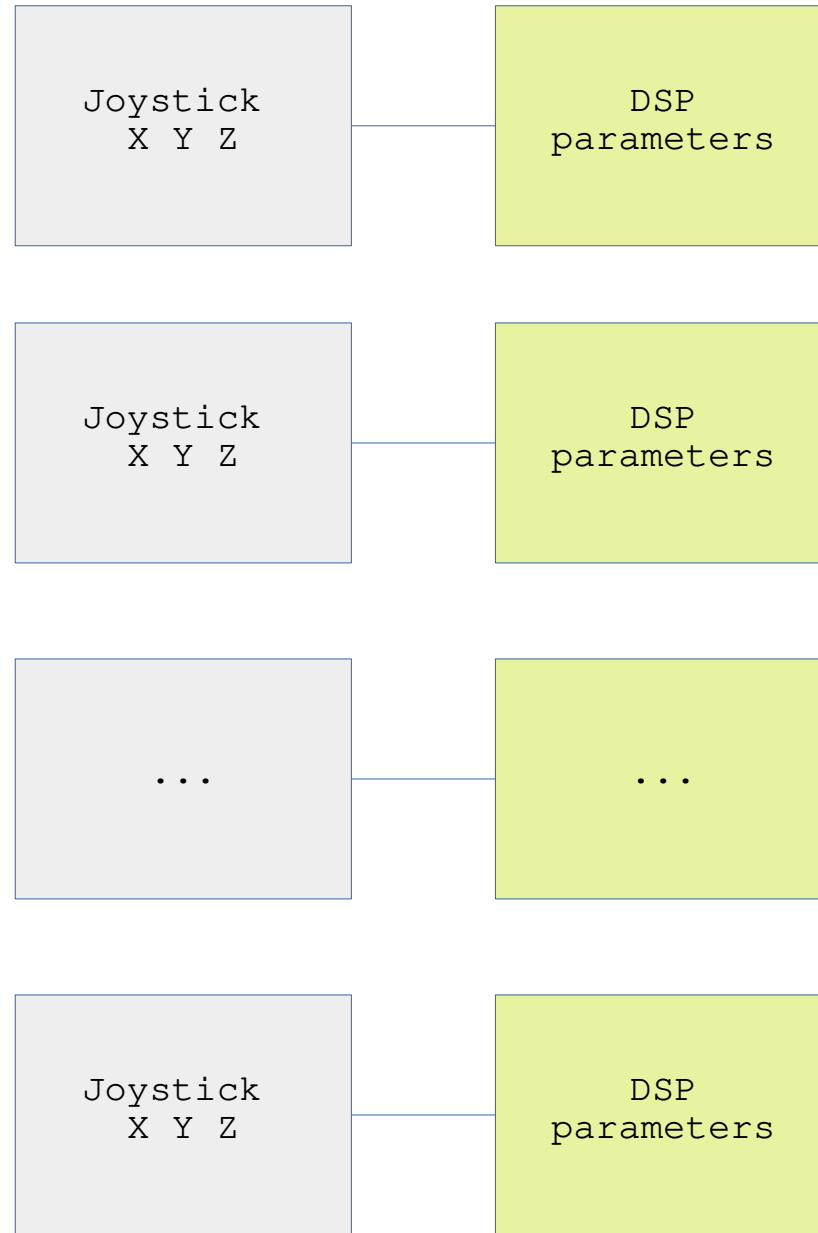 Joystick
X Y Z
DSP
parameters
Joystick
X Y Z
DSP
parameters
...
...
Joystick
X Y Z
DSP
parameters